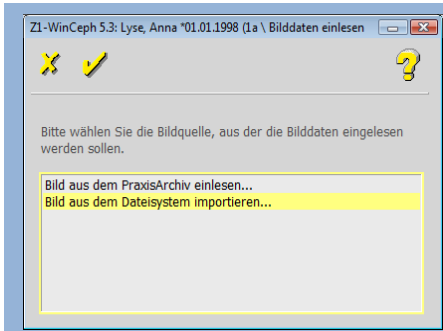 Z1-WinCeph 5.3: Lyse, Anna *01.01.1998 (1a \ Bilddaten einlesen
Bitte wählen Sie die Bildquelle, aus der die Bilddaten eingelesen
werden sollen.
Bild aus dem PraxisArchiv einlesen...
Bild aus dem Dateisystem importieren...